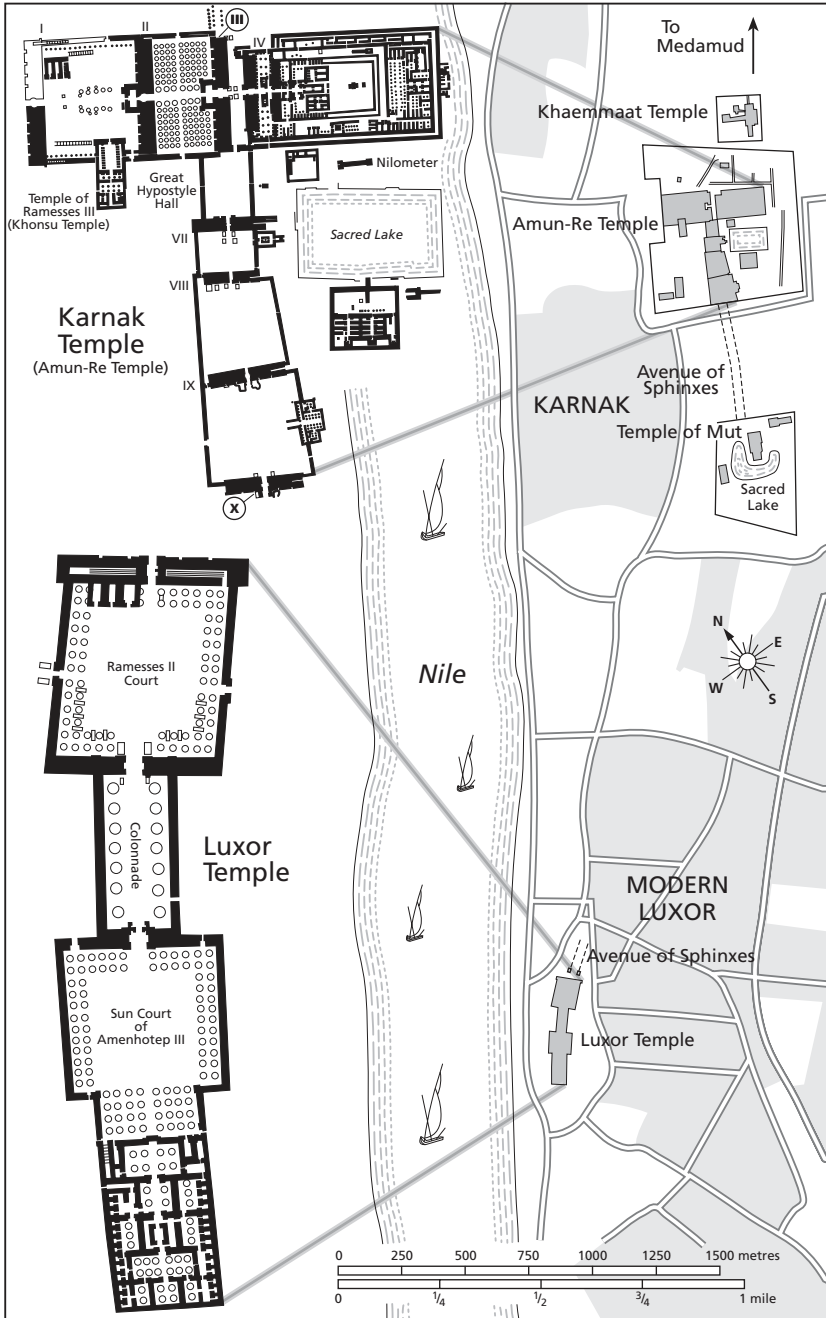 I
II
III
IV
Temple of
Ramesses III
(Khonsu Temple)
Great
Hypostyle
Hall
Nilometer
Sacred Lake
VII
VIII
IX
X
Karnak
Temple
(Amun-Re Temple)
To
Medamud
Khaemmaat Temple
Amun-Re Temple
Avenue of
Sphinxes
KARNAK
Temple of Mut
Sacred
Lake
N
E
W
S
Nile
Ramesses II
Court
Colonnade
Luxor
Temple
Sun Court
of
Amenhotep III
MODERN
LUXOR
Avenue of Sphinxes
Luxor Temple
0 250 500 750 1000 1250 1500 metres
0 1/4 1/2 3/4 1 mile